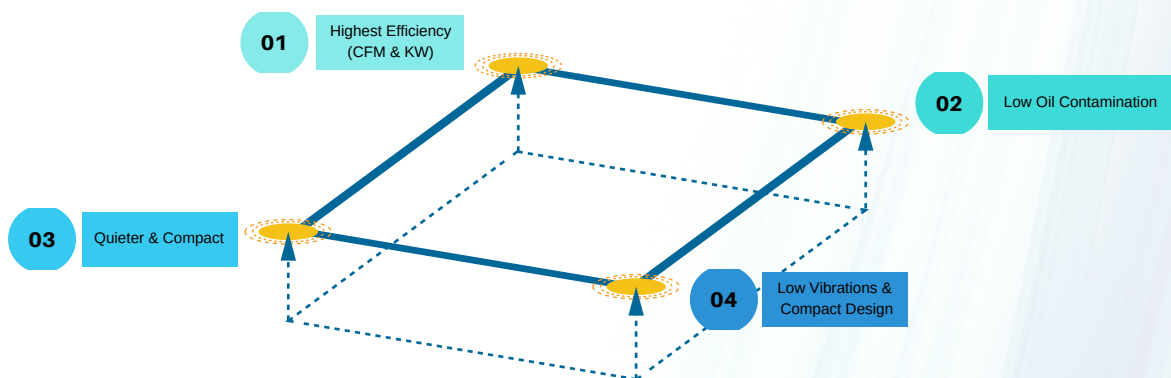 01
Highest Efficiency
(CFM & KW)
02
Low Oil Contamination
03
Quieter & Compact
04
Low Vibrations &
Compact Design